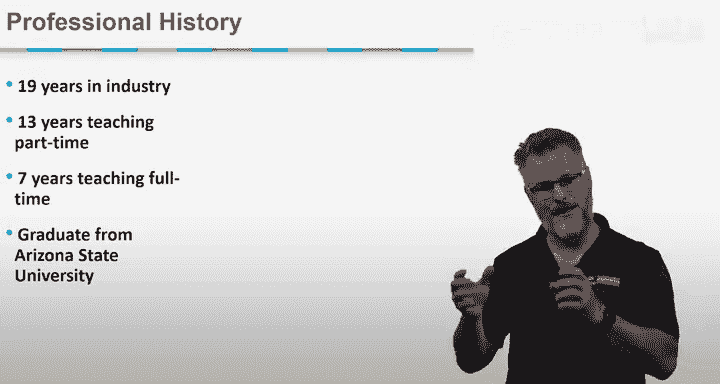 Professional History
• 19 years in industry
• 13 years teaching
part-time
• 7 years teaching full-
time
• Graduate from
Arizona State
University